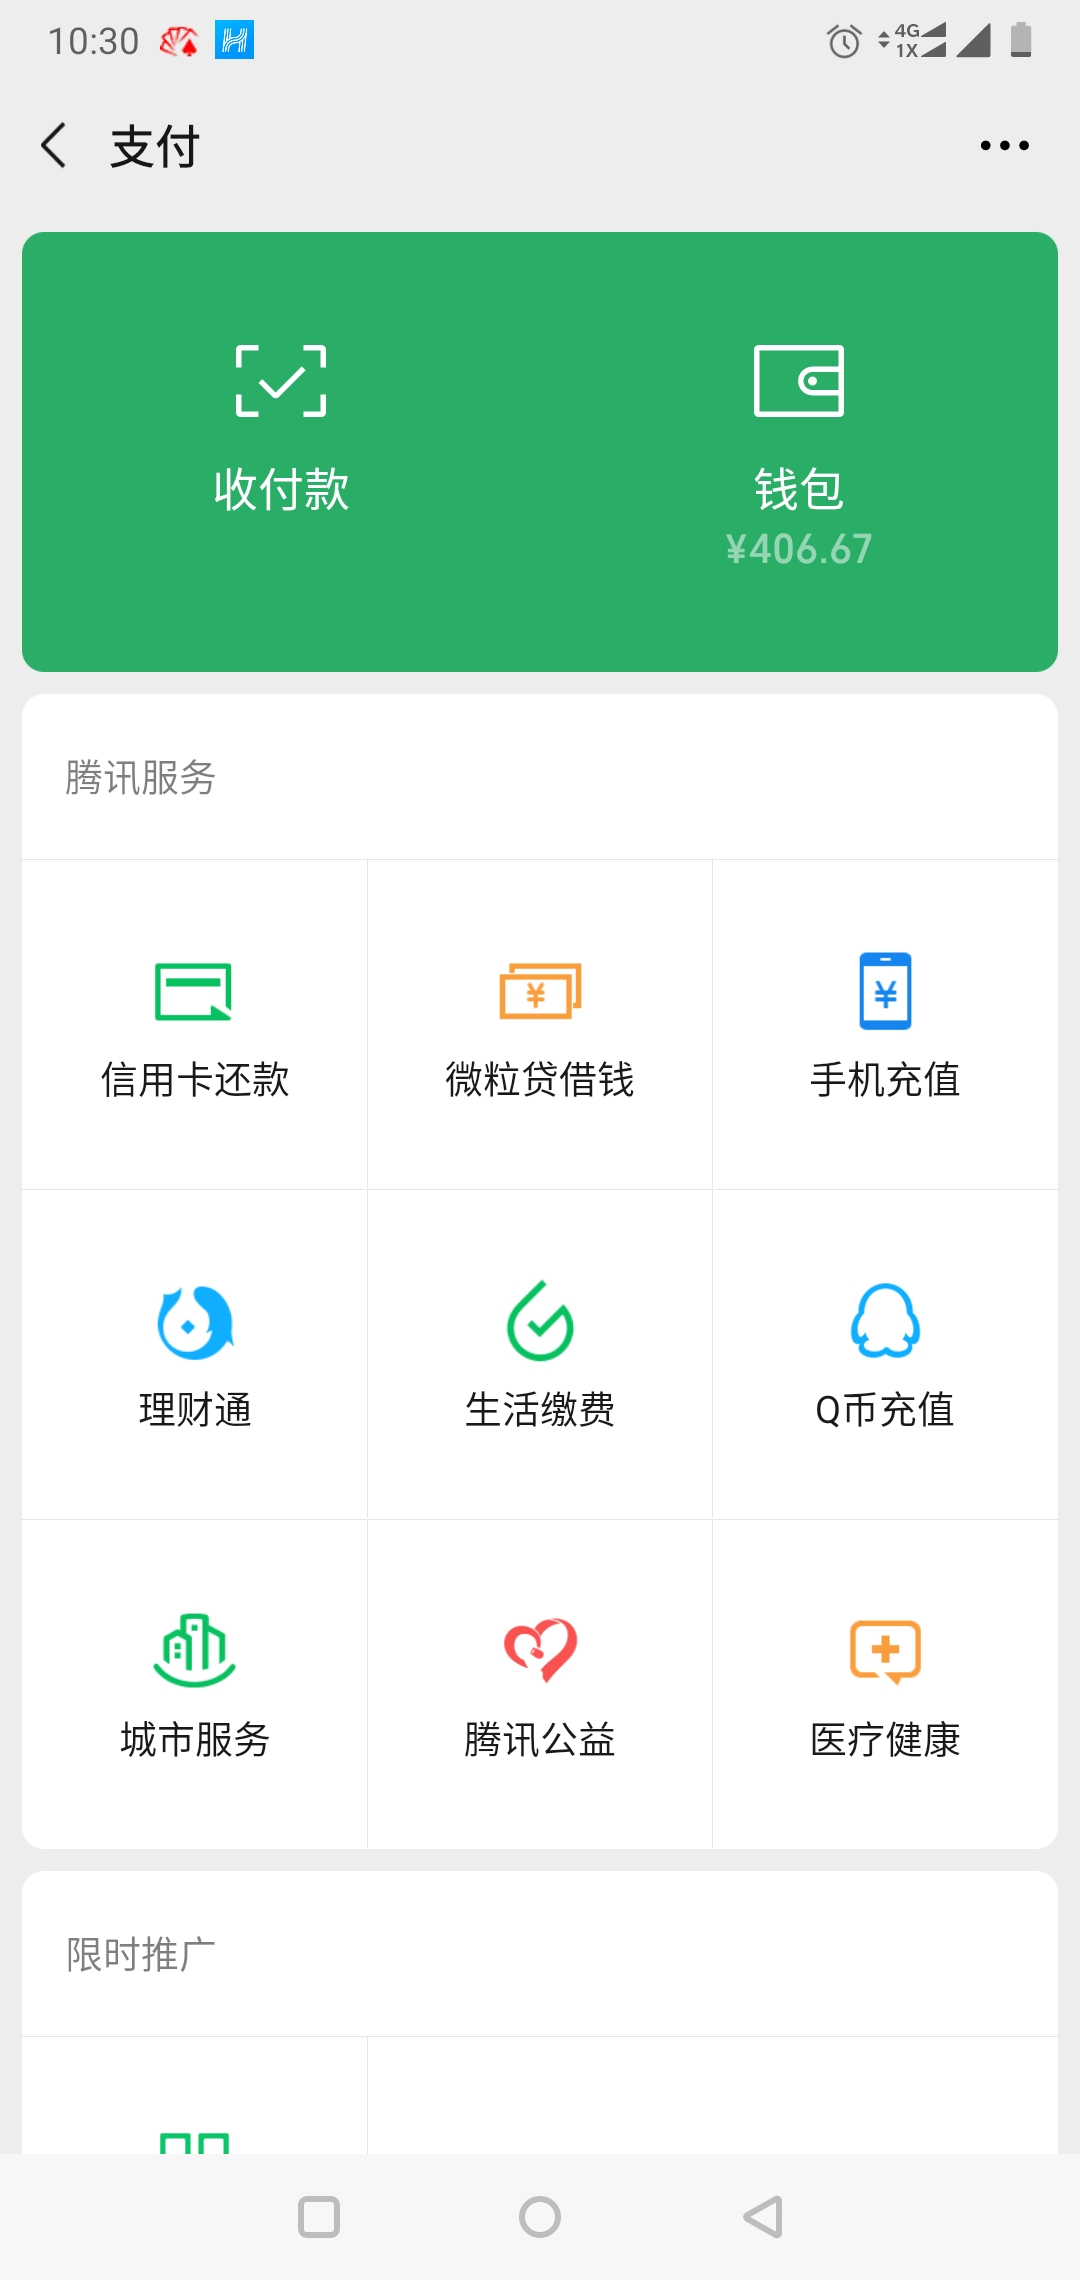 10:30
4G
1X
支付
收付款
钱包
¥406.67
腾讯服务
信用卡还款
微粒贷借钱
手机充值
理财通
生活缴费
Q币充值
城市服务
腾讯公益
医疗健康
限时推广